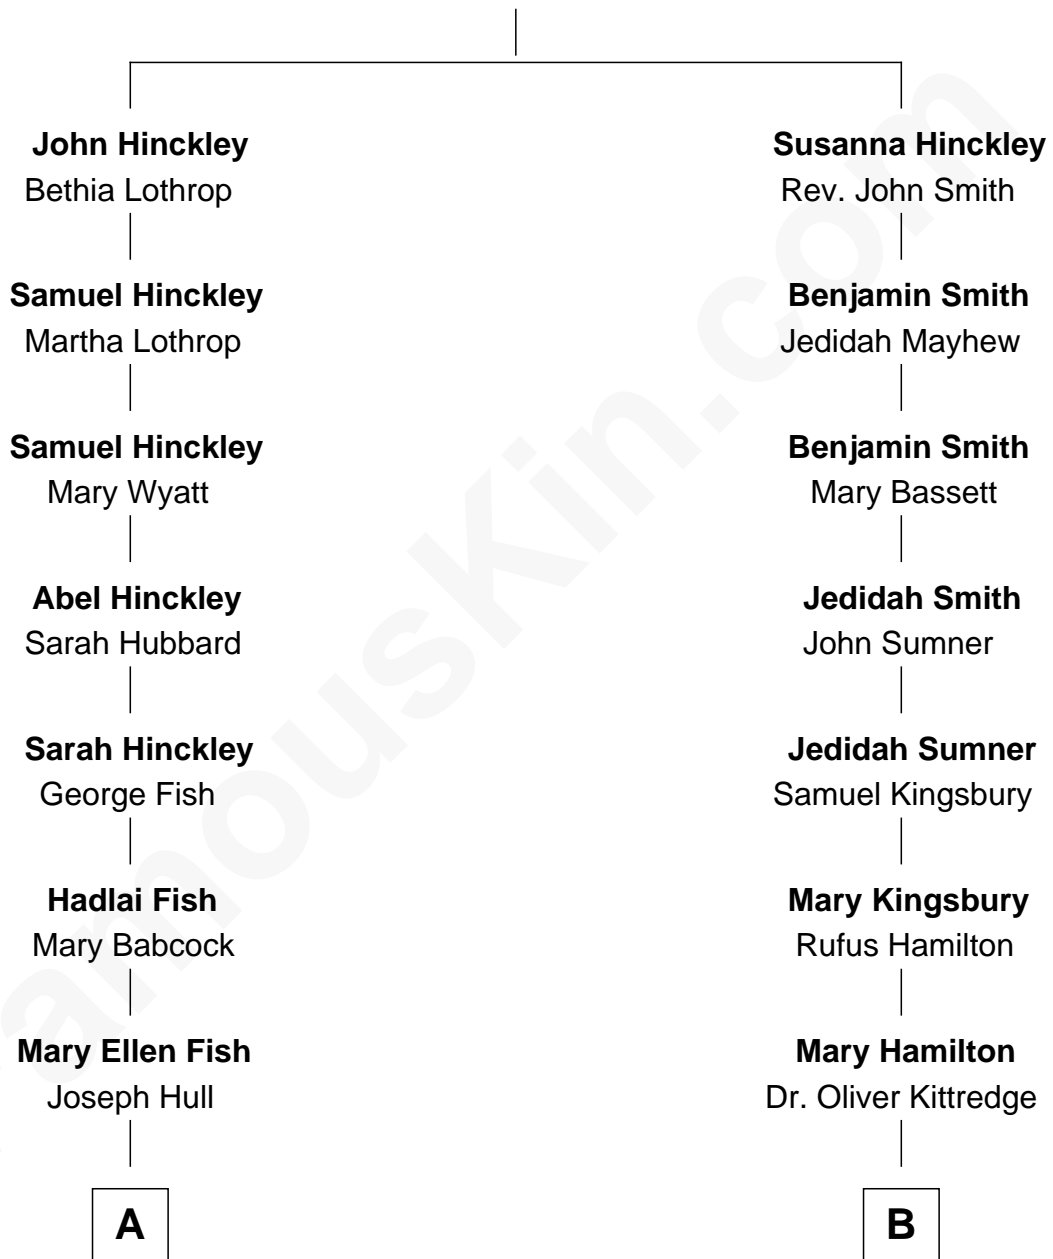 John Hinckley
Bethia Lothrop
Samuel Hinckley
Martha Lothrop
Samuel Hinckley
Mary Wyatt
Abel Hinckley
Sarah Hubbard
Sarah Hinckley
George Fish
Hadlai Fish
Mary Babcock
Mary Ellen Fish
Joseph Hull
A
Susanna Hinckley
Rev. John Smith
Benjamin Smith
Jedidah Mayhew
Benjamin Smith
Mary Bassett
Jedidah Smith
John Sumner
Jedidah Sumner
Samuel Kingsbury
Mary Kingsbury
Rufus Hamilton
Mary Hamilton
Dr. Oliver Kittredge
B
amousKin.com